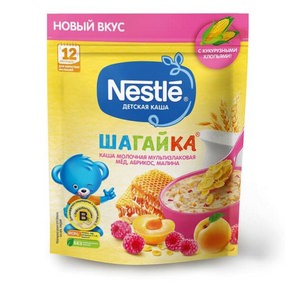 НОВЫЙ ВКУС
12
С КУКУРУЗНЫМИ
ХЛОПЬЯМИ
Nestlé
ДЕТСКАЯ КАША
ШАГАЙКА
КАША МОЛОЧНАЯ МУЛЬТИЗЛАКОВАЯ
МЁД, АБРИКОС, МАЛИНА
B